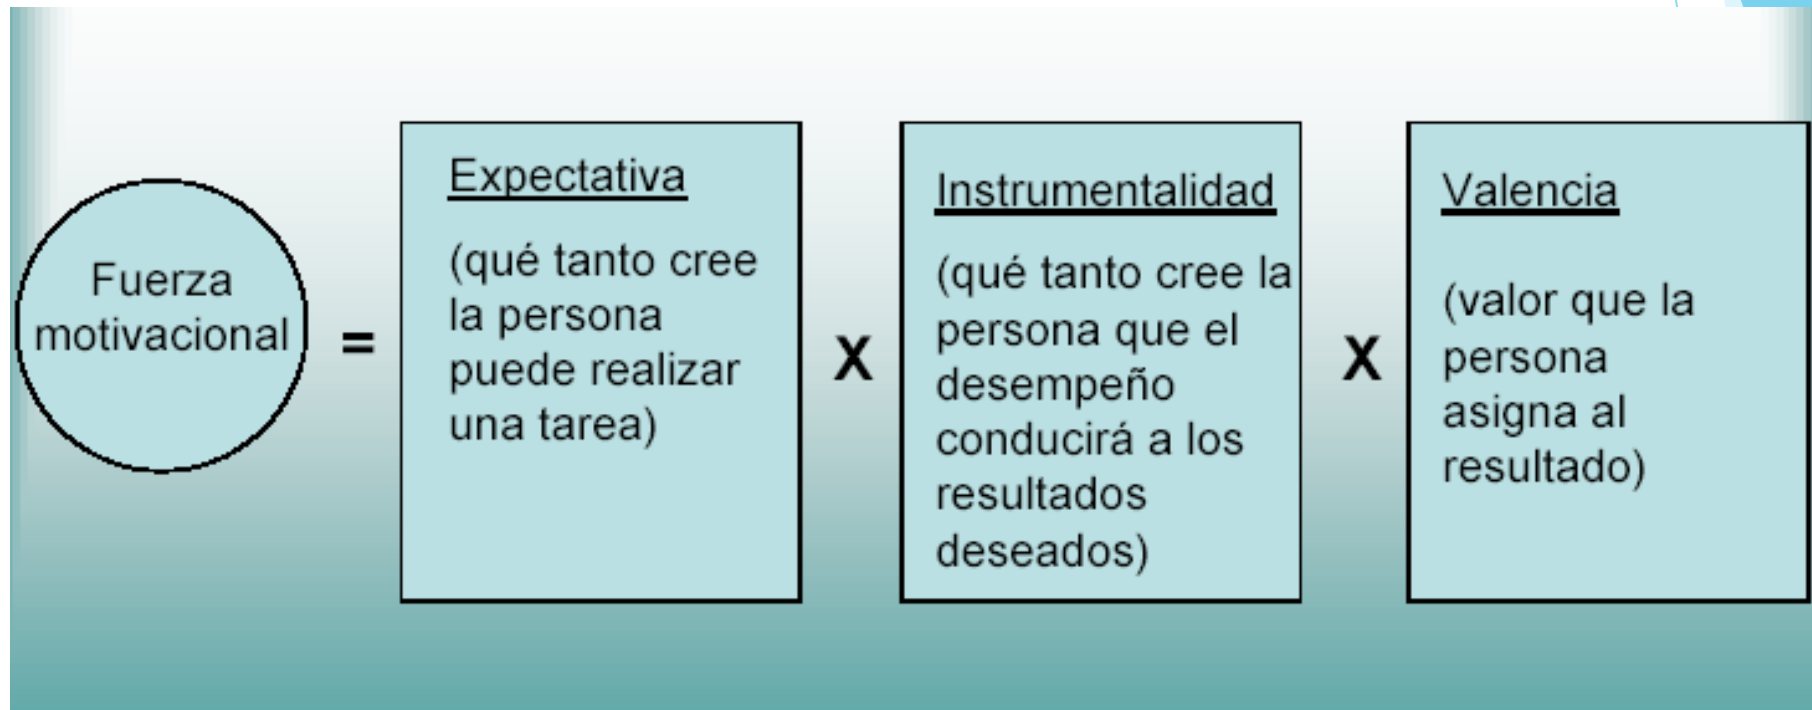 Fuerza
motivacional
=
Expectativa
(qué tanto cree
la persona
puede realizar
una tarea)
X
Instrumentalidad
(qué tanto cree la
persona que el
desempeño
conducirá a los
resultados
deseados)
X
Valencia
(valor que la
persona
asigna al
resultado)